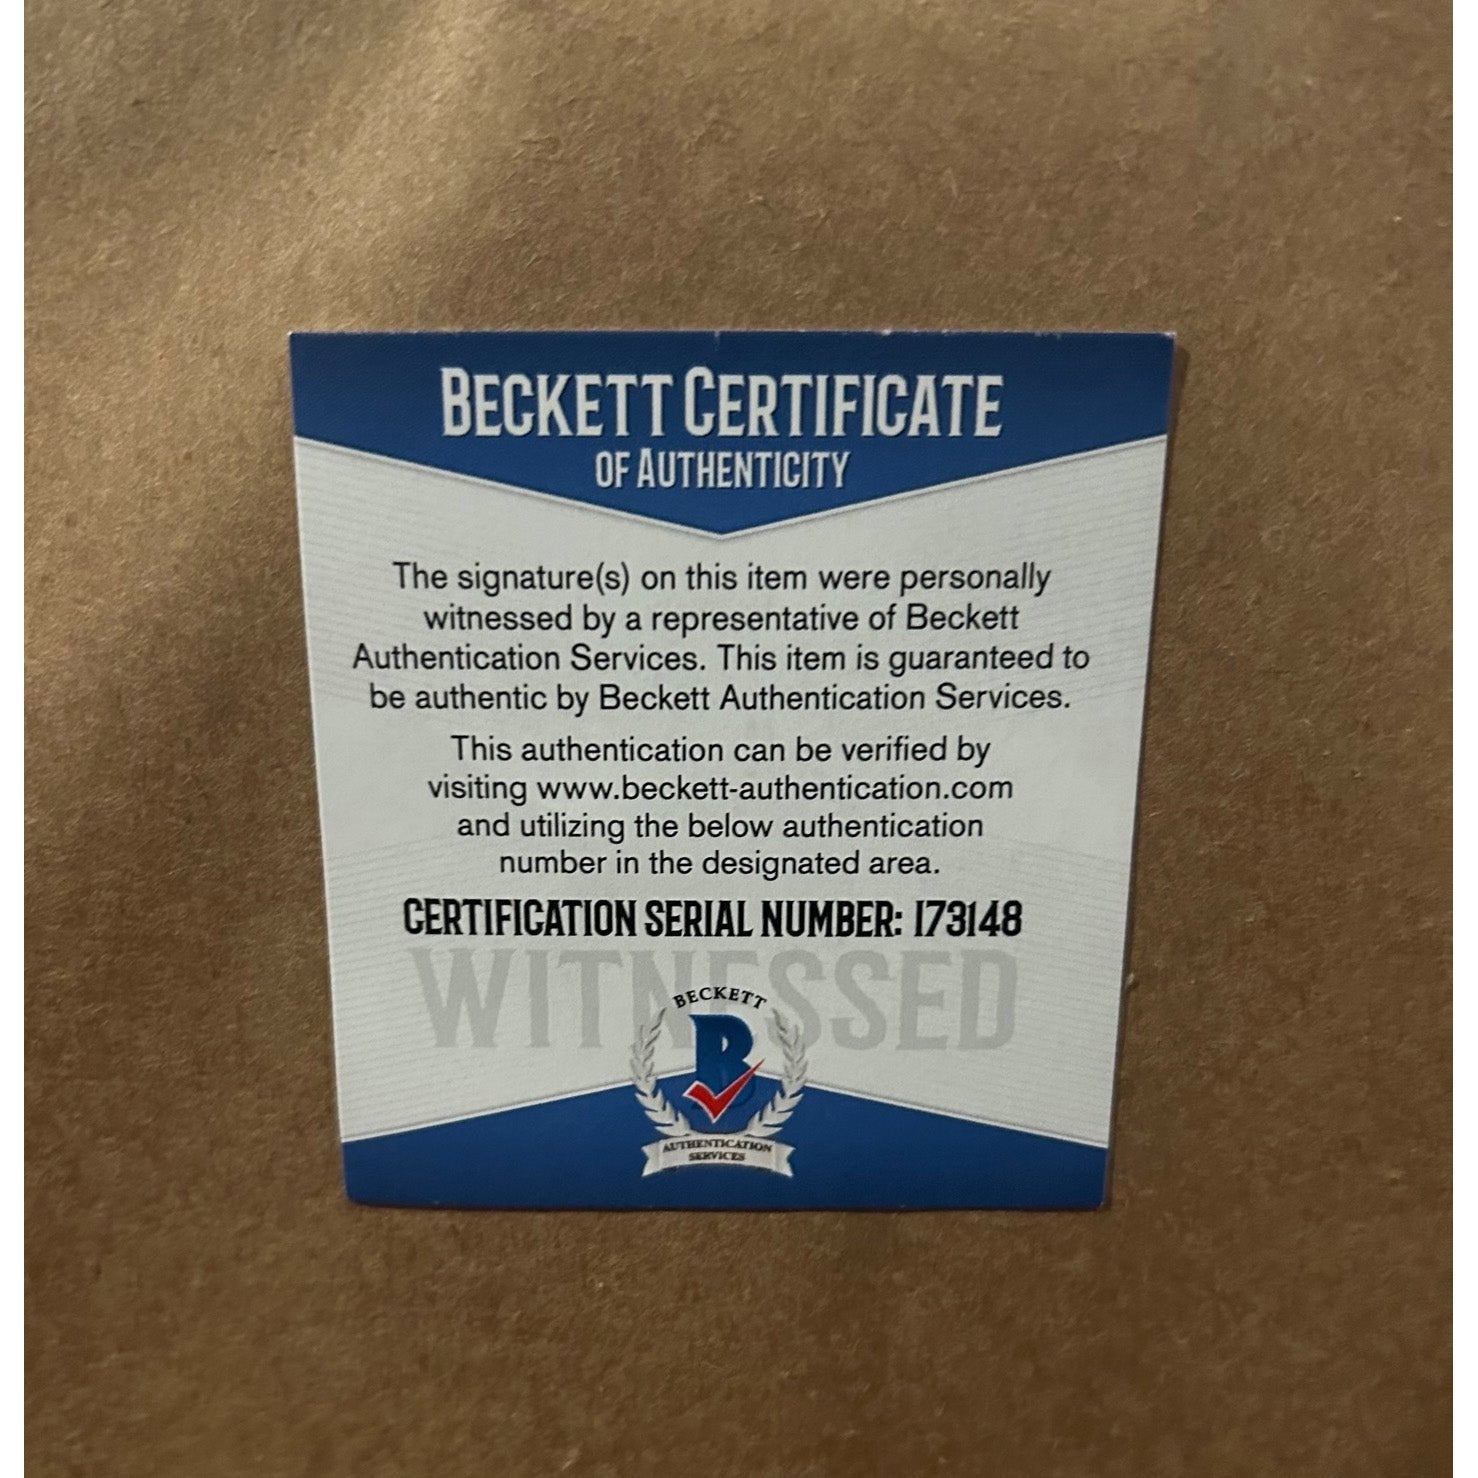 BECKETT CERTIFICATE
OF AUTHENTICITY
The signature(s) on this item were personally
witnessed by a representative of Beckett
Authentication Services. This item is guaranteed to
be authentic by Beckett Authentication Services.
This authentication can be verified by
visiting www.beckett-authentication.com
and utilizing the below authentication
number in the designated area.
CERTIFICATION SERIAL NUMBER: I73148
WITNESSED
BECKETT
B
AUTHENTICATION
SERVICES